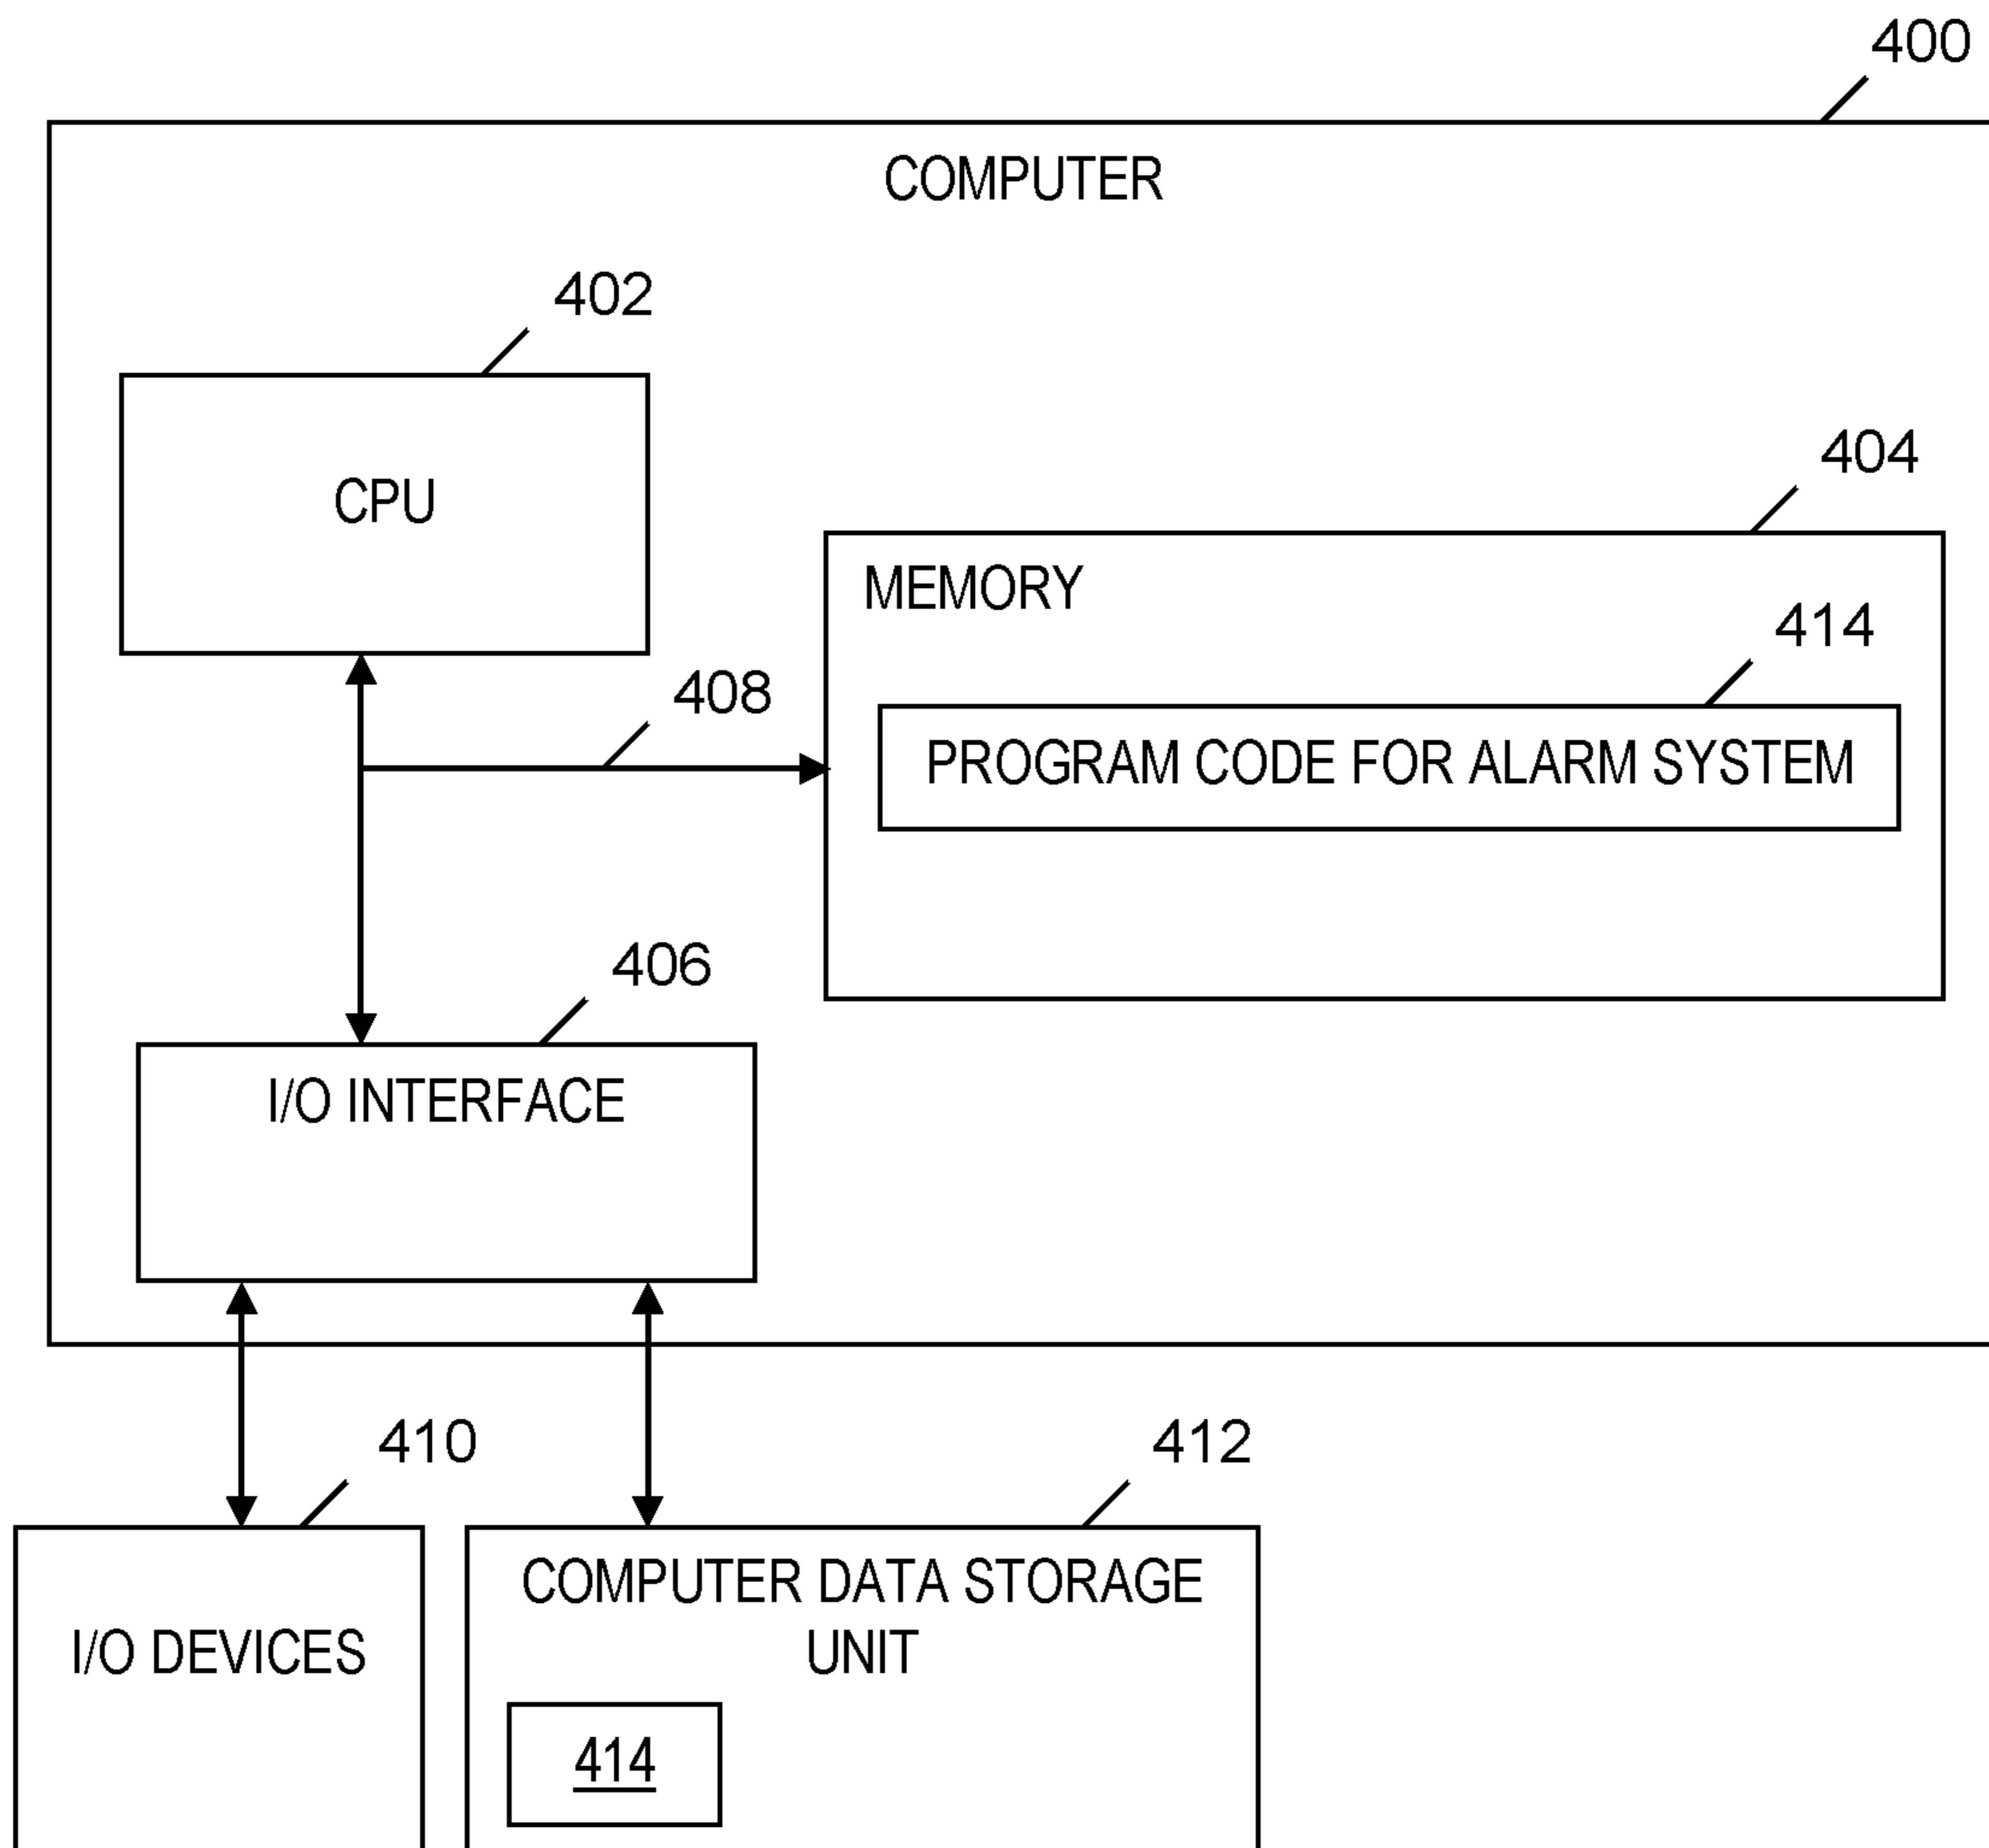 400
COMPUTER
402
CPU
404
MEMORY
414
PROGRAM CODE FOR ALARM SYSTEM
408
406
I/O INTERFACE
410
I/O DEVICES
412
COMPUTER DATA STORAGE
UNIT
414